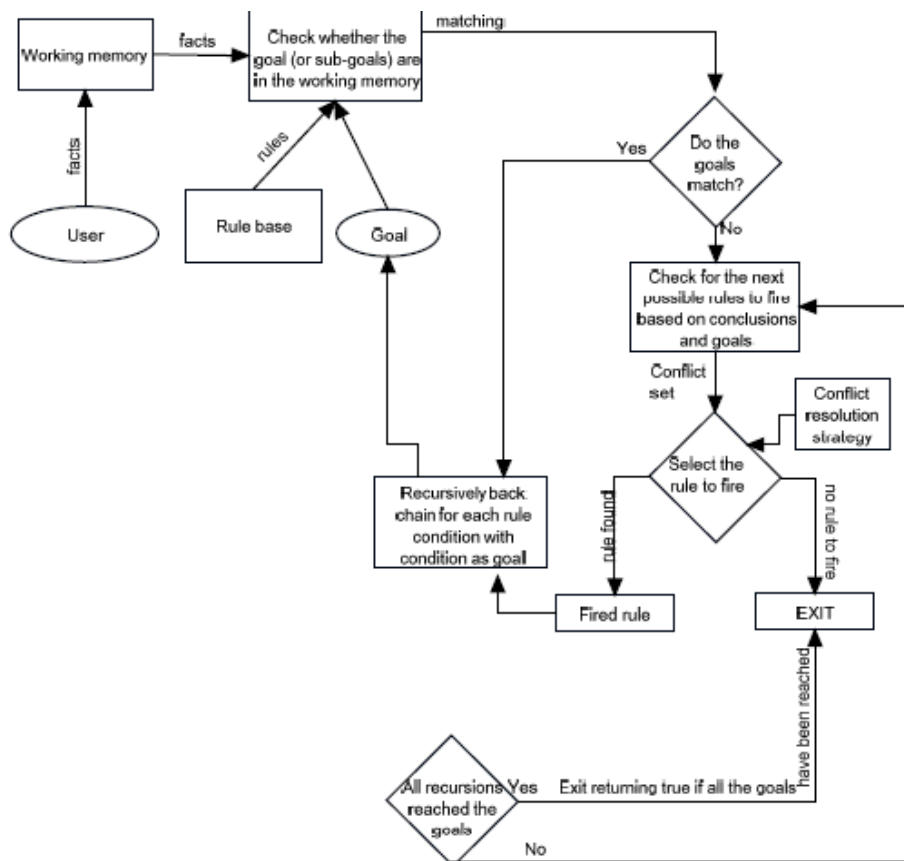 matching
facts
Working memory
Check whether the
goal (or sub-goals) are
in the working memory
facts
rules
Yes
Do the
goals
match?
User
Rule base
Goal
No
Check for the next
possible rules to fire
based on conclusions
and goals
Conflict
set
Conflict
resolution
strategy
Select the
rule to fire
Recursively back
chain for each rule
condition with
condition as goal
rule found
no rule to fire
Fired rule
EXIT
have been reached
All recursions
reached the
goals
Yes
Exit returning true if all the goals
No